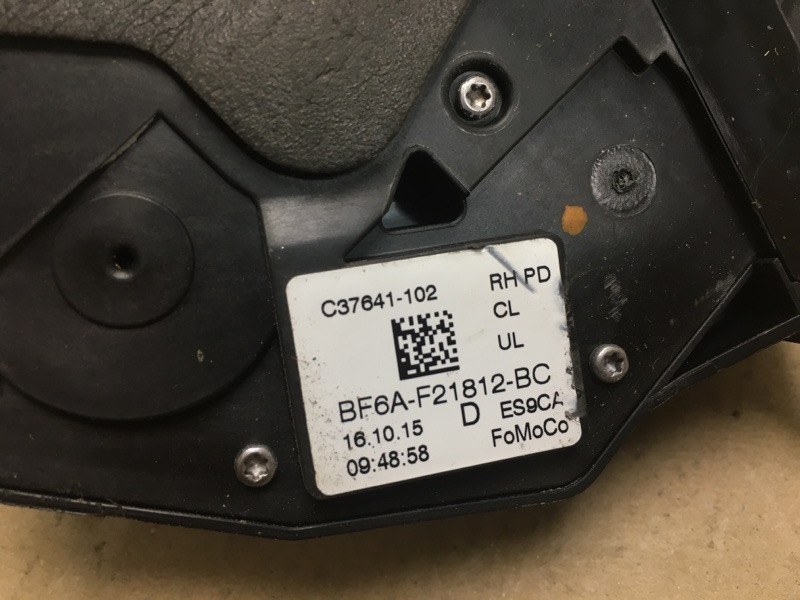 C37641-102
RH PD
CL
UL
BF6A-F21812-BC
16.10.15
D
ES9CA
09:48:58
FoMoCo